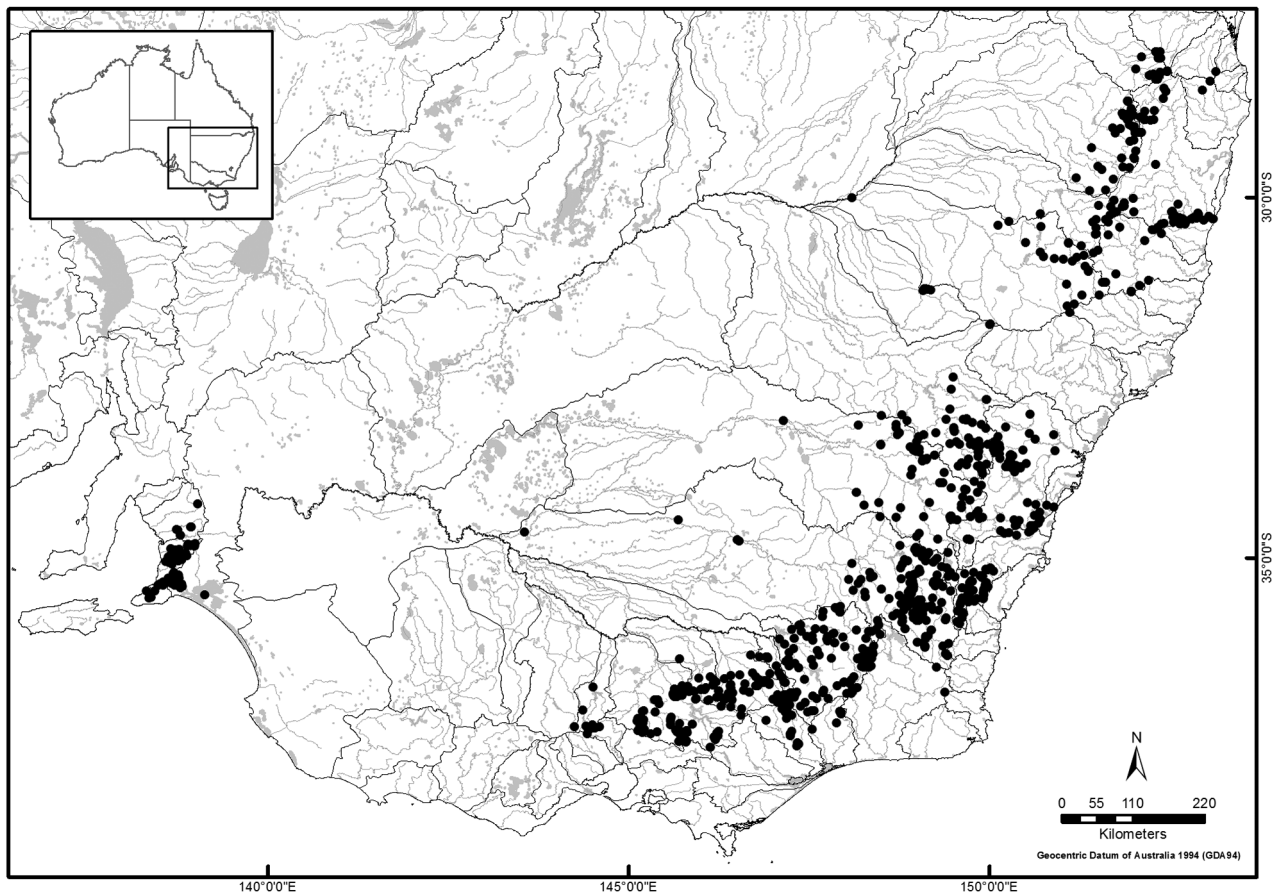 30°0'0"S
35°0'0"S
N
0 55 110 220
Kilometers
Geocentric Datum of Australia 1994 (GDA94)
140°0'0"E 145°0'0"E 150°0'0"E